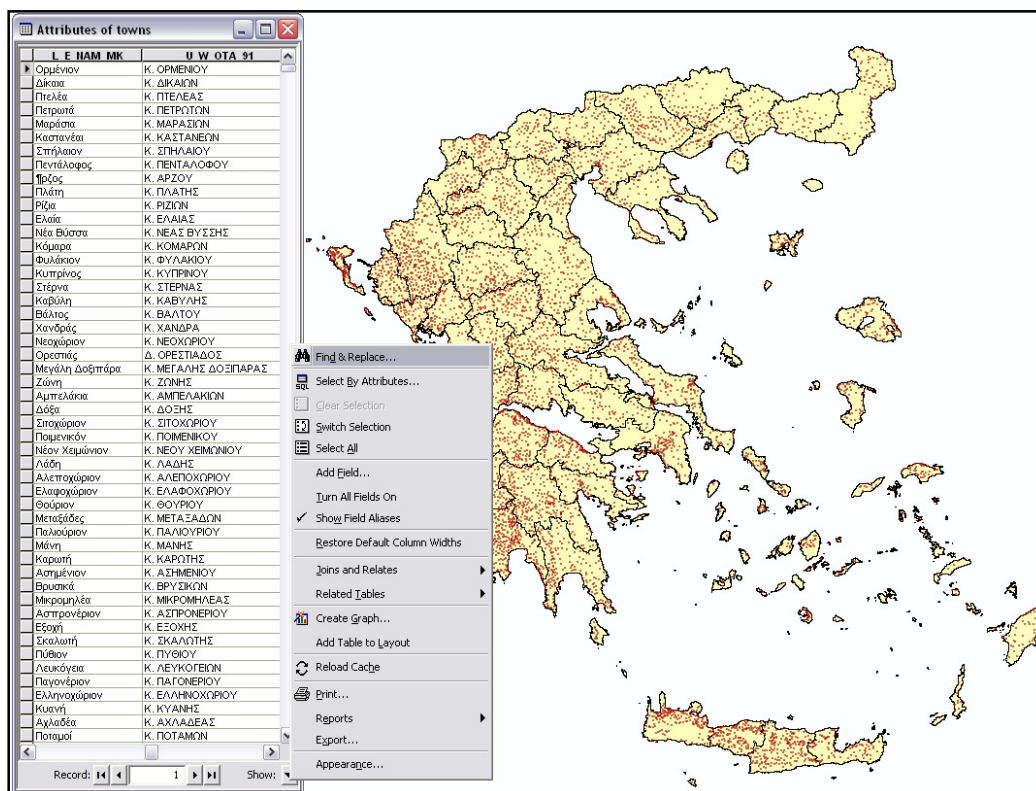 Attributes of towns
L_E_NAM_MK U_W_OTA_91
Ορμένιον Κ. ΟΡΜΕΝΙΟΥ
Δίκαια Κ. ΔΙΚΑΙΩΝ
Πτελέα Κ. ΠΤΕΛΕΑΣ
Πετρωτά Κ. ΠΕΤΡΩΤΩΝ
Μαράσια Κ. ΜΑΡΑΣΙΩΝ
Καστανέαι Κ. ΚΑΣΤΑΝΕΩΝ
Σπήλαιον Κ. ΣΠΗΛΑΙΟΥ
Πεντάλοφος Κ. ΠΕΝΤΑΛΟΦΟΥ
¶ρζος Κ. ΑΡΖΟΥ
Πλάτη Κ. ΠΛΑΤΗΣ
Ρίζια Κ. ΡΙΖΙΩΝ
Ελαία Κ. ΕΛΑΙΑΣ
Νέα Βύσσα Κ. ΝΕΑΣ ΒΥΣΣΗΣ
Κόμαρα Κ. ΚΟΜΑΡΩΝ
Φυλάκιον Κ. ΦΥΛΑΚΙΟΥ
Κυπρίνος Κ. ΚΥΠΡΙΝΟΥ
Στέρνα Κ. ΣΤΕΡΝΑΣ
Καβύλη Κ. ΚΑΒΥΛΗΣ
Βάλτος Κ. ΒΑΛΤΟΥ
Χανδράς Κ. ΧΑΝΔΡΑ
Νεοχώριον Κ. ΝΕΟΧΩΡΙΟΥ
Ορεστιάς Δ. ΟΡΕΣΤΙΑΔΟΣ
Μεγάλη Δοξιπάρα Κ. ΜΕΓΑΛΗΣ ΔΟΞΙΠΑΡΑΣ
Ζώνη Κ. ΖΩΝΗΣ
Αμπελάκια Κ. ΑΜΠΕΛΑΚΙΩΝ
Δόξα Κ. ΔΟΞΗΣ
Σιτοχώριον Κ. ΣΙΤΟΧΩΡΙΟΥ
Ποιμενικόν Κ. ΠΟΙΜΕΝΙΚΟΥ
Νέον Χειμώνιον Κ. ΝΕΟΥ ΧΕΙΜΩΝΙΟΥ
Λάδη Κ. ΛΑΔΗΣ
Αλεποχώριον Κ. ΑΛΕΠΟΧΩΡΙΟΥ
Ελαφοχώριον Κ. ΕΛΑΦΟΧΩΡΙΟΥ
Θούριον Κ. ΘΟΥΡΙΟΥ
Μεταξάδες Κ. ΜΕΤΑΞΑΔΩΝ
Παλιούριον Κ. ΠΑΛΙΟΥΡΙΟΥ
Μάνη Κ. ΜΑΝΗΣ
Καρωτή Κ. ΚΑΡΩΤΗΣ
Ασημένιον Κ. ΑΣΗΜΕΝΙΟΥ
Βρυσικά Κ. ΒΡΥΣΙΚΩΝ
Μικρομηλέα Κ. ΜΙΚΡΟΜΗΛΕΑΣ
Ασπρονέριον Κ. ΑΣΠΡΟΝΕΡΙΟΥ
Εξοχή Κ. ΕΞΟΧΗΣ
Σκαλωτή Κ. ΣΚΑΛΩΤΗΣ
Πύθιον Κ. ΠΥΘΙΟΥ
Λευκόγεια Κ. ΛΕΥΚΟΓΕΙΩΝ
Παγονέριον Κ. ΠΑΓΟΝΕΡΙΟΥ
Ελληνοχώριον Κ. ΕΛΛΗΝΟΧΩΡΙΟΥ
Κυανή Κ. ΚΥΑΝΗΣ
Αχλαδέα Κ. ΑΧΛΑΔΕΑΣ
Ποταμοί Κ. ΠΟΤΑΜΩΝ
Record: 1 Show:
Find & Replace...
SQL Select By Attributes...
Clear Selection
Switch Selection
Select All
Add Field...
Turn All Fields On
Show Field Aliases
Restore Default Column Widths
Joins and Relates
Related Tables
Create Graph...
Add Table to Layout
Reload Cache
Print...
Reports
Export...
Appearance...